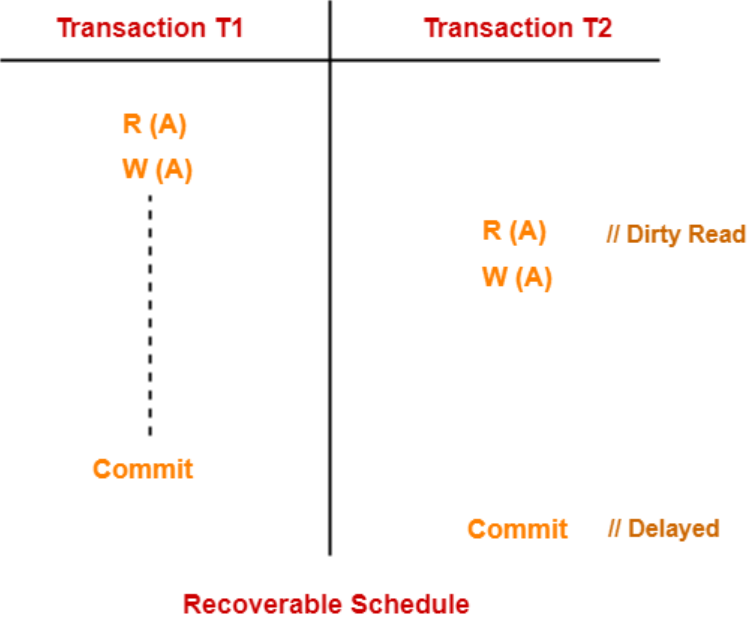 Transaction T1 Transaction T2
R (A)
W (A)
R (A) // Dirty Read
W (A)
Commit
Commit // Delayed
Recoverable Schedule